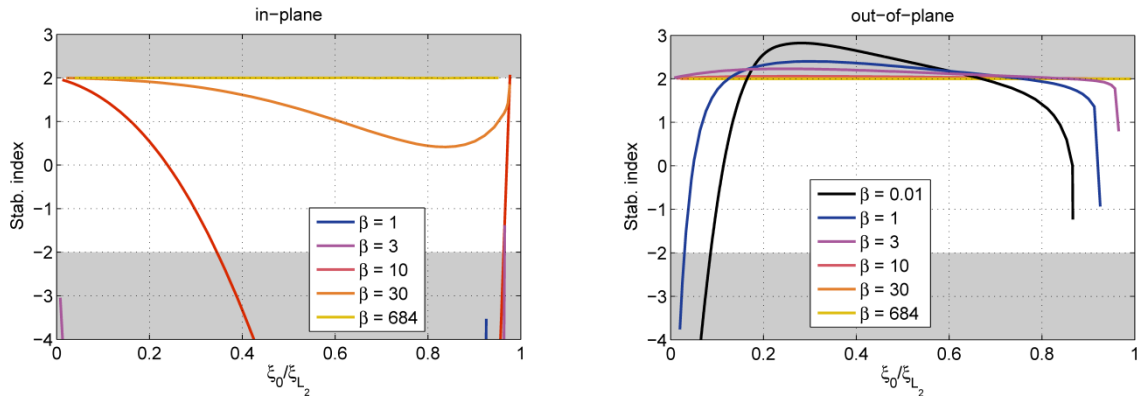 in-plane
3
2
1
0
-1
-2
-3
-4
Stab. index
0
0.2
0.4
0.6
0.8
1
ξ0/ξL2
β = 1
β = 3
β = 10
β = 30
β = 684
out-of-plane
3
2
1
0
-1
-2
-3
-4
Stab. index
0
0.2
0.4
0.6
0.8
1
ξ0/ξL2
β = 0.01
β = 1
β = 3
β = 10
β = 30
β = 684